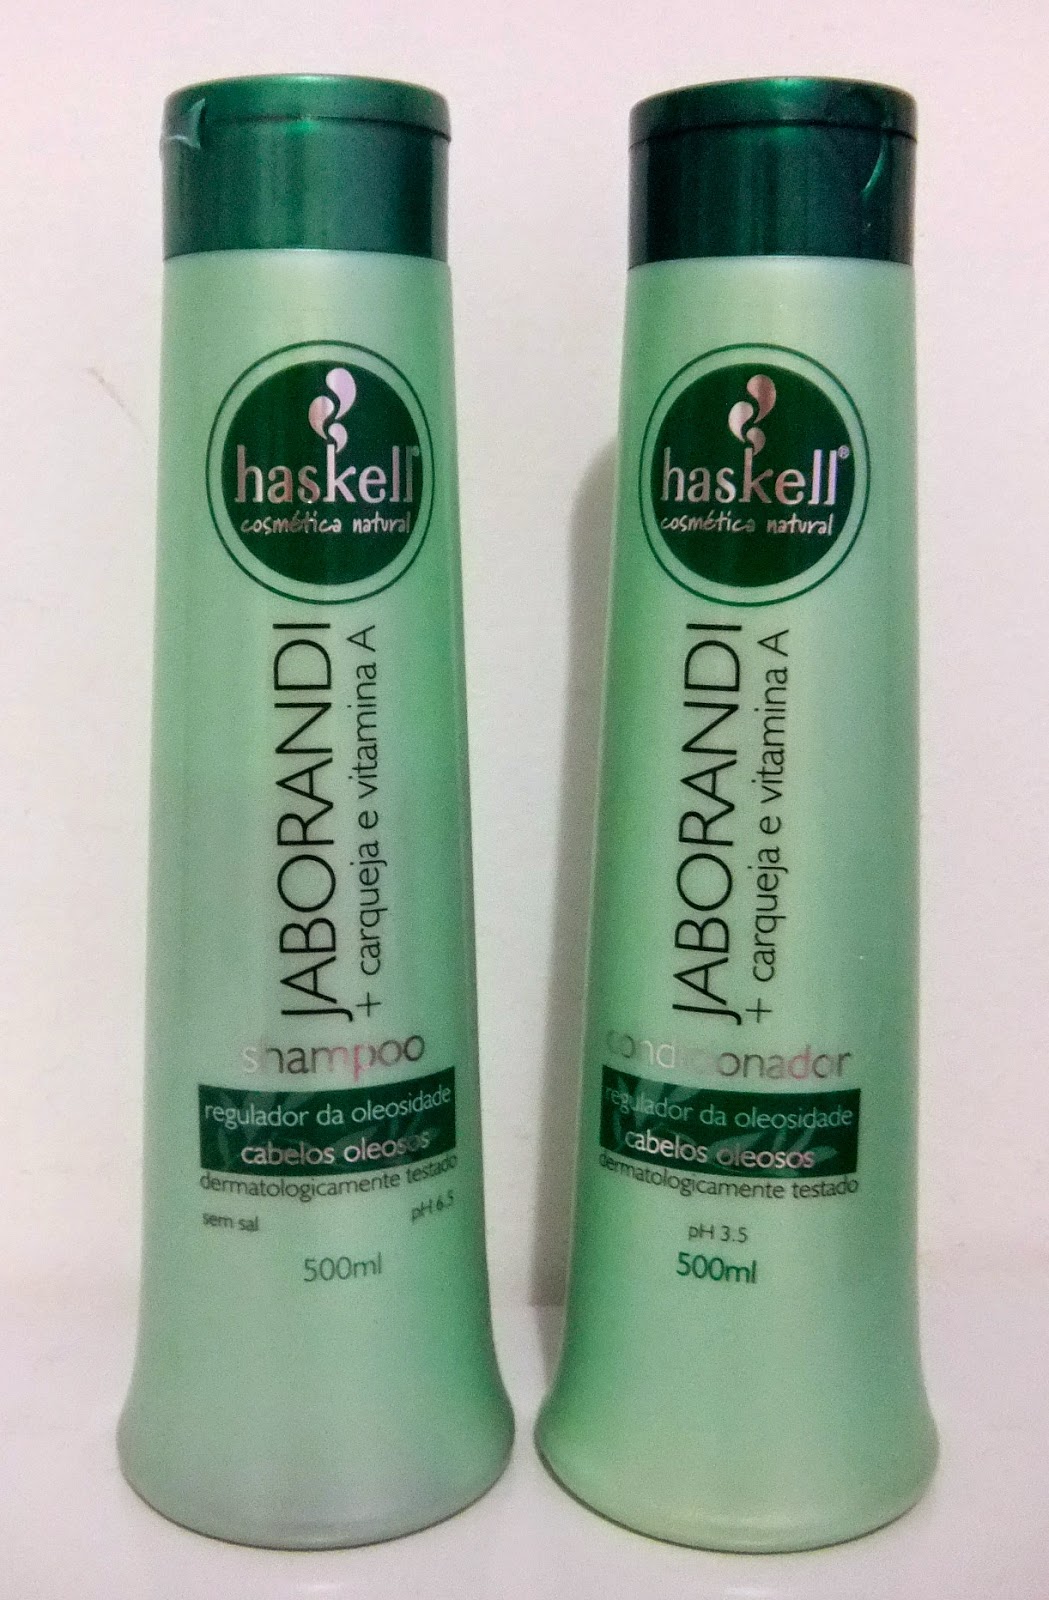 haskell
cosmética natural
JABORANDI
+ carqueja e vitamina A
shampoo
regulador da oleosidade
cabelos oleosos
dermatologicamente testado
sem sal
pH 6.5
500ml
haskell®
cosmética natural
JABORANDI
+ carqueja e vitamina A
condicionador
regulador da oleosidade
cabelos oleosos
dermatologicamente testado
pH 3.5
500ml